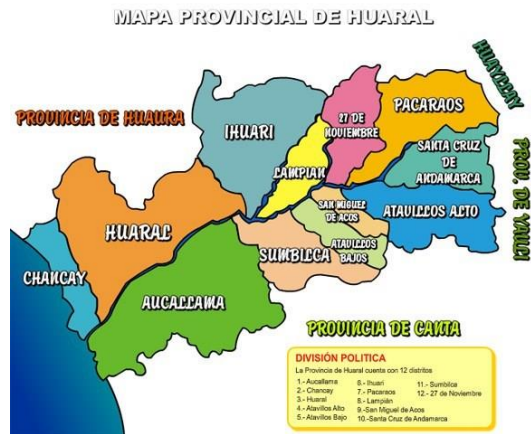 MAPA PROVINCIAL DE HUARAL
HUAYLLAY
PACARAOS
27 DE
NOVIEMBRE
PROVINCIA DE HUAURA
IHUARI
SANTA CRUZ
DE
ANDAMARCA
LAMPIAN
PROV. DE YAULI
SAN MIGUEL
DE ACOS
ATAVILLOS ALTO
HUARAL
ATAVILLOS
BAJOS
SUMBILCA
CHANCAY
AUCALLAMA
PROVINCIA DE CANTA
DIVISIÓN POLITICA
La Provincia de Huaral cuenta con 12 distritos
1.- Aucallama
2.- Chancay
3.- Huaral
4.- Atavillos Alto
5.- Atavillos Bajo
6.- Ihuarí
7.- Pacaraos
8.- Lampián
9.-San Miguel de Acos
10.-Santa Cruz de Andamarca
11.- Sumbilca
12.- 27 de Noviembre